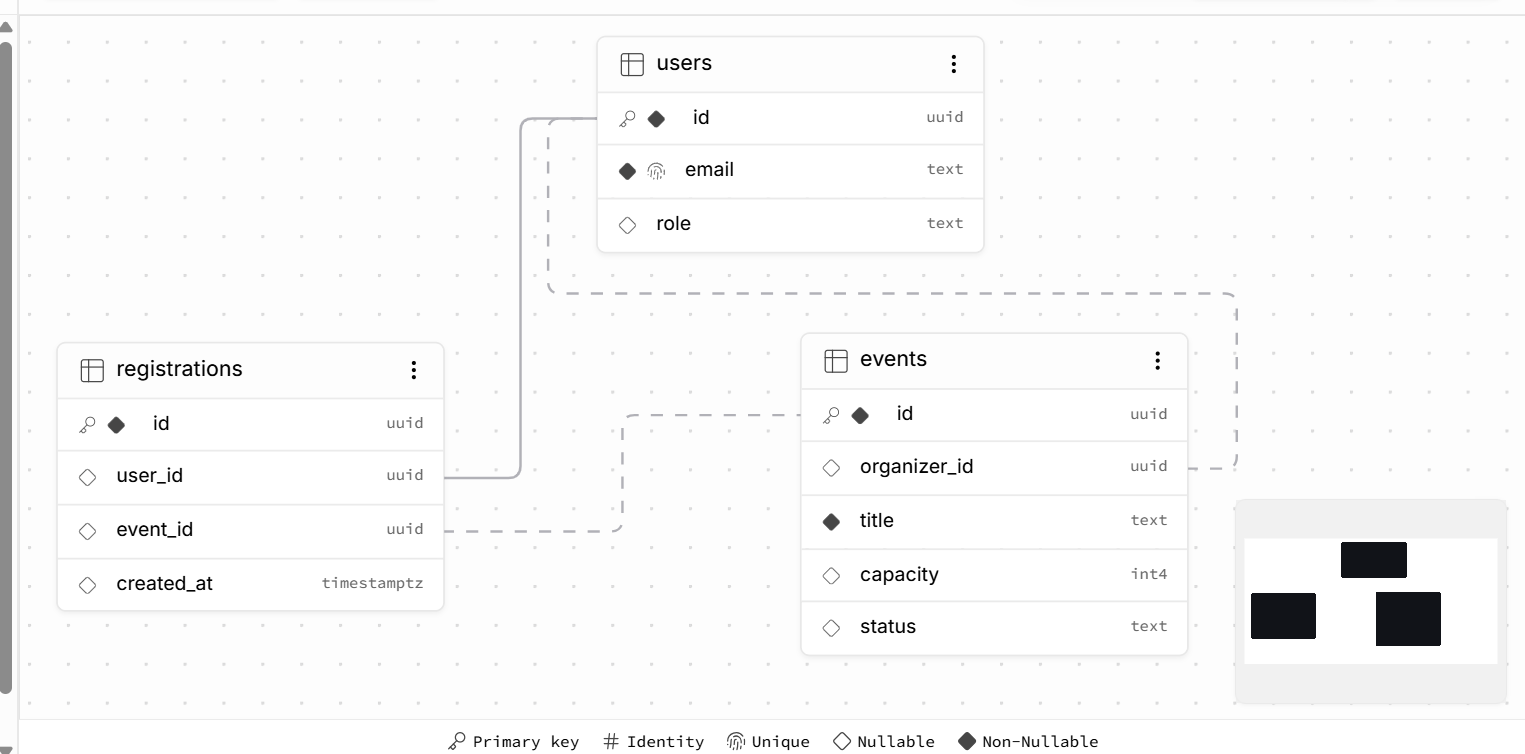 users
id uuid
email text
role text
registrations
id uuid
user_id uuid
event_id uuid
created_at timestamptz
events
id uuid
organizer_id uuid
title text
capacity int4
status text
Primary key # Identity Unique Nullable Non-Nullable